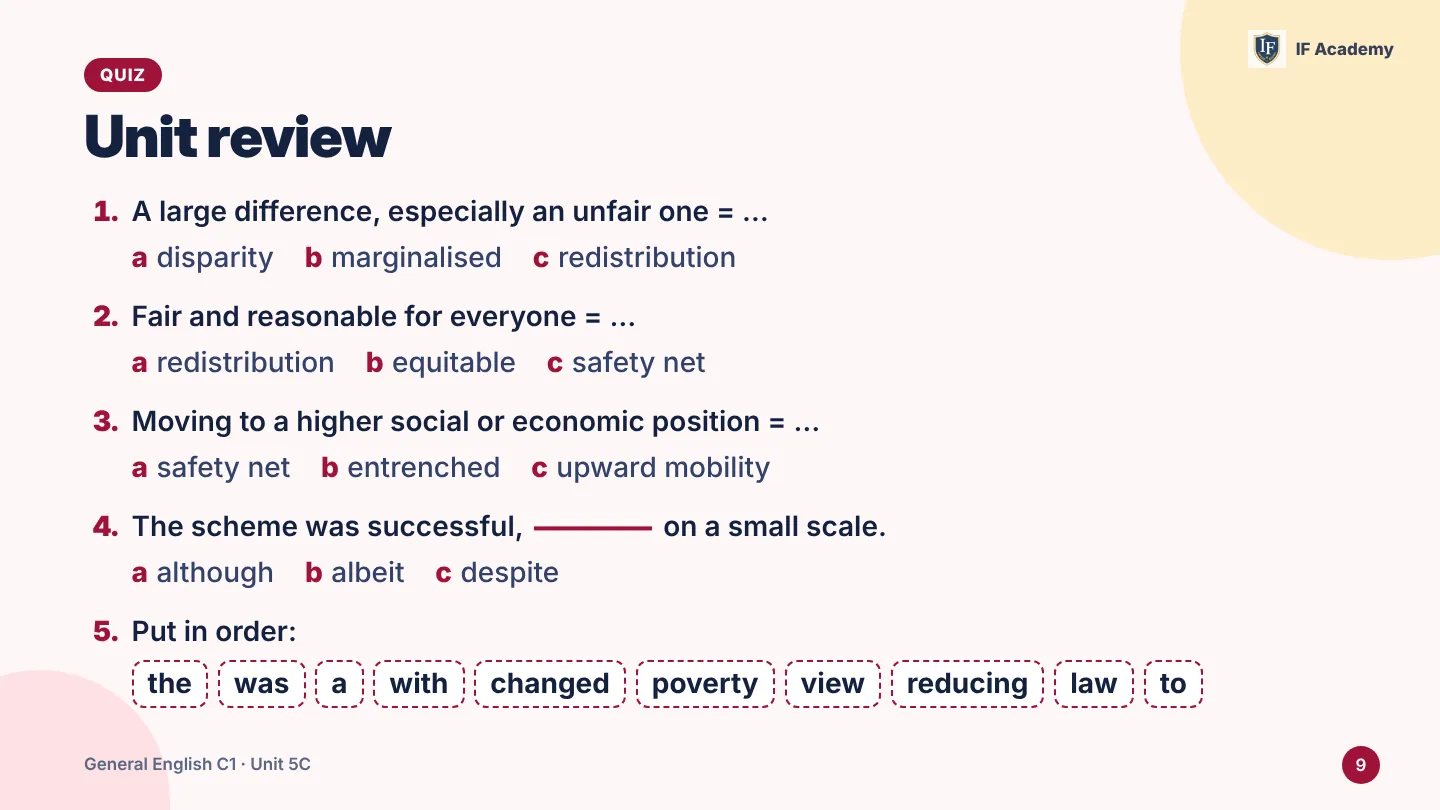 IF IF Academy
QUIZ
Unit review
1. A large difference, especially an unfair one = ...
a disparity b marginalised c redistribution
2. Fair and reasonable for everyone = ...
a redistribution b equitable c safety net
3. Moving to a higher social or economic position = ...
a safety net b entrenched c upward mobility
4. The scheme was successful, ______ on a small scale.
a although b albeit c despite
5. Put in order:
the was a with changed poverty view reducing law to
General English C1 · Unit 5C
9